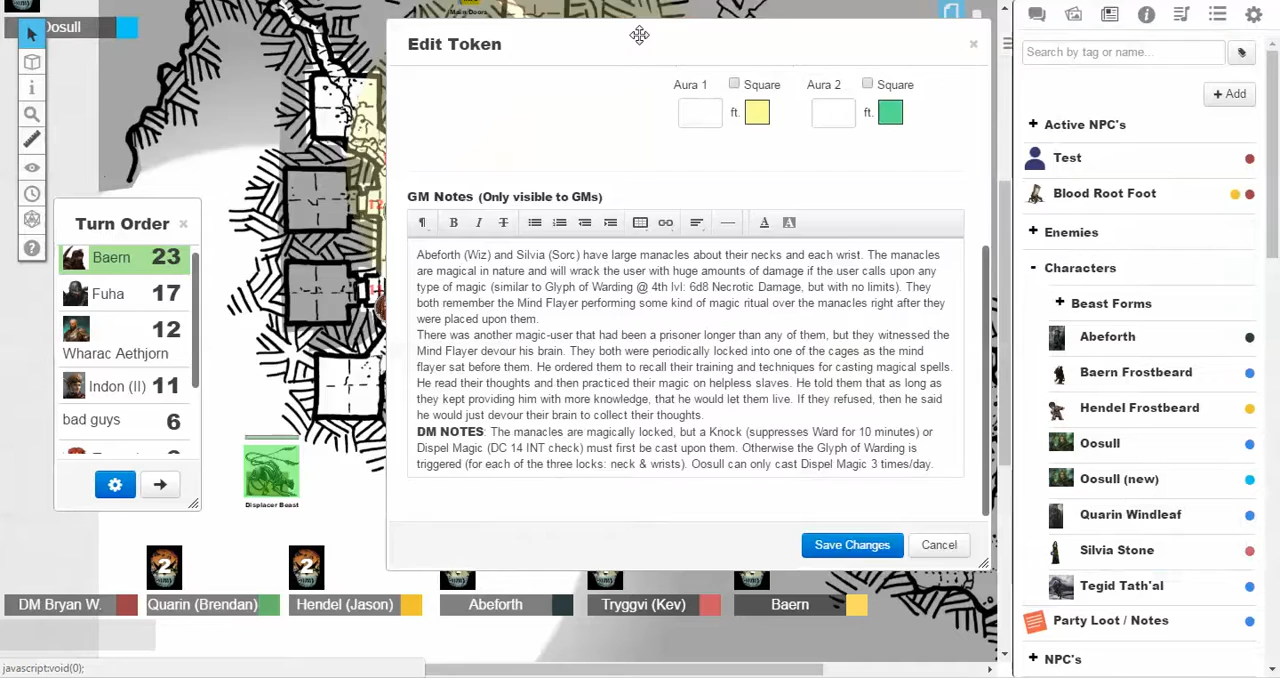 Main Doors
Oosull
Turn Order ×
Baern 23
Fuha 17
12
Wharac Aethjorn
Indon (II) 11
bad guys 6
Displacer Beast
Edit Token ×
Aura 1 Square Aura 2 Square
ft. ft.
GM Notes (Only visible to GMs)
Abeforth (Wiz) and Silvia (Sorc) have large manacles about their necks and each wrist. The manacles
are magical in nature and will wrack the user with huge amounts of damage if the user calls upon any
type of magic (similar to Glyph of Warding @ 4th lvl: 6d8 Necrotic Damage, but with no limits). They
both remember the Mind Flayer performing some kind of magic ritual over the manacles right after they
were placed upon them.
There was another magic-user that had been a prisoner longer than any of them, but they witnessed the
Mind Flayer devour his brain. They both were periodically locked into one of the cages as the mind
flayer sat before them. He ordered them to recall their training and techniques for casting magical spells.
He read their thoughts and then practiced their magic on helpless slaves. He told them that as long as
they kept providing him with more knowledge, that he would let them live. If they refused, then he said
he would just devour their brain to collect their thoughts.
DM NOTES: The manacles are magically locked, but a Knock (suppresses Ward for 10 minutes) or
Dispel Magic (DC 14 INT check) must first be cast upon them. Otherwise the Glyph of Warding is
triggered (for each of the three locks: neck & wrists). Oosull can only cast Dispel Magic 3 times/day.
Save Changes Cancel
2 2
DM Bryan W. Quarin (Brendan) Hendel (Jason) Abeforth Tryggvi (Kev) Baern
javascript:void(0);
Search by tag or name...
+ Add
+ Active NPC's
Test
Blood Root Foot
+ Enemies
- Characters
+ Beast Forms
Abeforth
Baern Frostbeard
Hendel Frostbeard
Oosull
Oosull (new)
Quarin Windleaf
Silvia Stone
Tegid Tath'al
Party Loot / Notes
+ NPC's